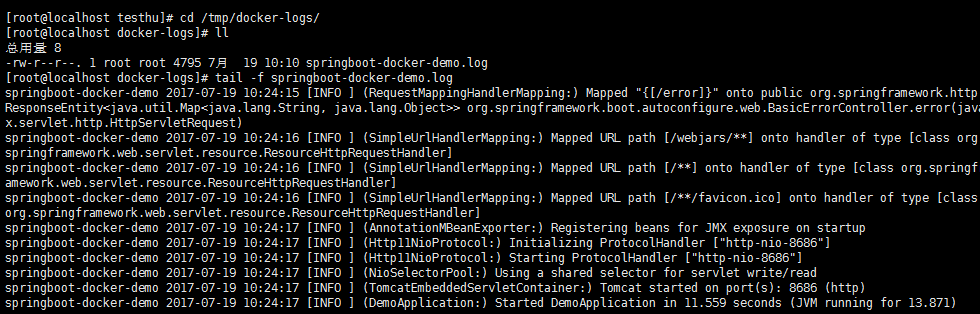 [root@localhost testhu]# cd /tmp/docker-logs/
[root@localhost docker-logs]# ll
总用量 8
-rw-r--r--. 1 root root 4795 7月  19 10:10 springboot-docker-demo.log
[root@localhost docker-logs]# tail -f springboot-docker-demo.log
springboot-docker-demo 2017-07-19 10:24:15 [INFO ] (RequestMappingHandlerMapping:) Mapped "{[/error]}" onto public org.springframework.http
ResponseEntity<java.util.Map<java.lang.String, java.lang.Object>> org.springframework.boot.autoconfigure.web.BasicErrorController.error(java
x.servlet.http.HttpServletRequest)
springboot-docker-demo 2017-07-19 10:24:16 [INFO ] (SimpleUrlHandlerMapping:) Mapped URL path [/webjars/**] onto handler of type [class org
springframework.web.servlet.resource.ResourceHttpRequestHandler]
springboot-docker-demo 2017-07-19 10:24:16 [INFO ] (SimpleUrlHandlerMapping:) Mapped URL path [/**] onto handler of type [class org.springf
amework.web.servlet.resource.ResourceHttpRequestHandler]
springboot-docker-demo 2017-07-19 10:24:16 [INFO ] (SimpleUrlHandlerMapping:) Mapped URL path [/**/favicon.ico] onto handler of type [class
org.springframework.web.servlet.resource.ResourceHttpRequestHandler]
springboot-docker-demo 2017-07-19 10:24:17 [INFO ] (AnnotationMBeanExporter:) Registering beans for JMX exposure on startup
springboot-docker-demo 2017-07-19 10:24:17 [INFO ] (Http11NioProtocol:) Initializing ProtocolHandler ["http-nio-8686"]
springboot-docker-demo 2017-07-19 10:24:17 [INFO ] (Http11NioProtocol:) Starting ProtocolHandler ["http-nio-8686"]
springboot-docker-demo 2017-07-19 10:24:17 [INFO ] (NioSelectorPool:) Using a shared selector for servlet write/read
springboot-docker-demo 2017-07-19 10:24:17 [INFO ] (TomcatEmbeddedServletContainer:) Tomcat started on port(s): 8686 (http)
springboot-docker-demo 2017-07-19 10:24:17 [INFO ] (DemoApplication:) Started DemoApplication in 11.559 seconds (JVM running for 13.871)